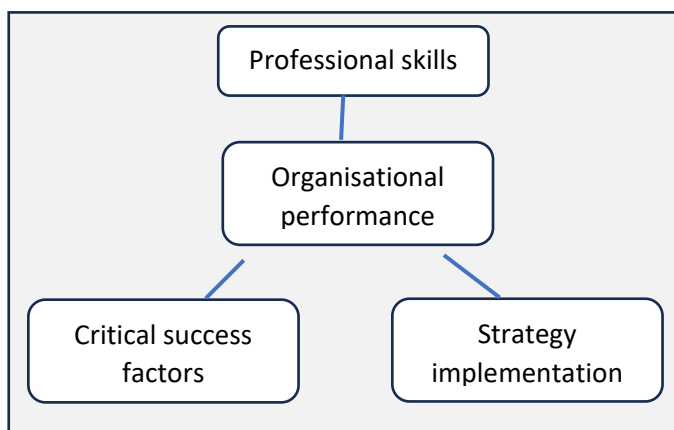 Professional skills
Organisational
performance
Critical success
factors
Strategy
implementation